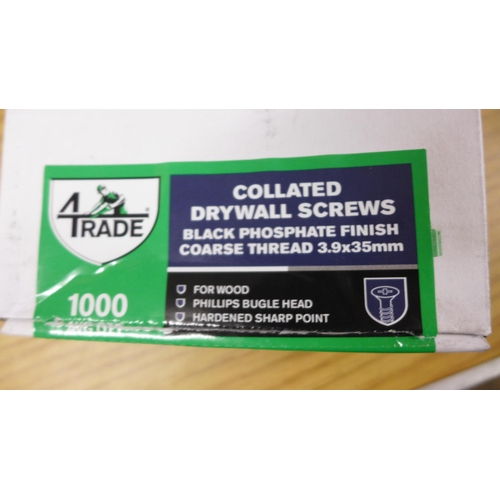 4TRADE®
COLLATED
DRYWALL SCREWS
BLACK PHOSPHATE FINISH
COARSE THREAD 3.9x35mm
1000
FOR WOOD
PHILLIPS BUGLE HEAD
HARDENED SHARP POINT